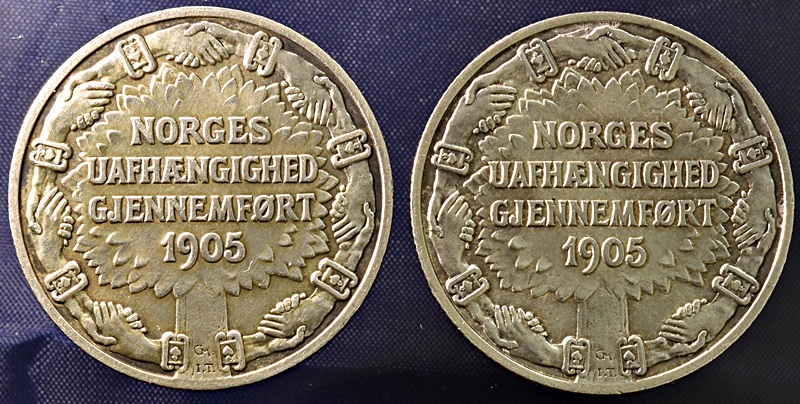 NORGES
UAFHÆNGIGHED
GJENNEMFØRT
1905
I.T.
NORGES
UAFHÆNGIGHED
GJENNEMFØRT
1905
I.T.